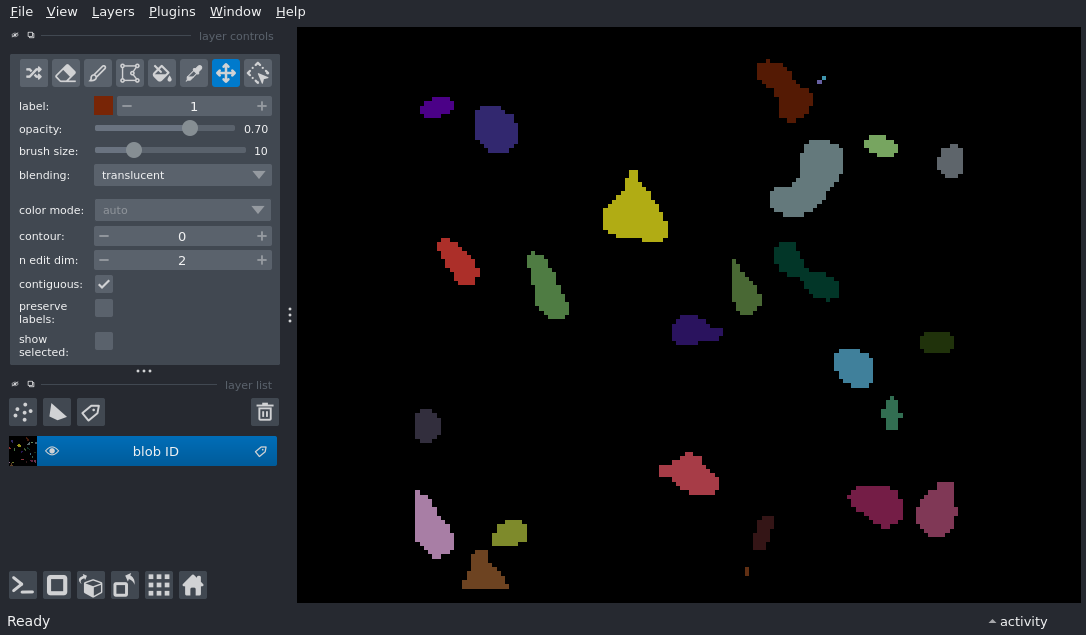 File View Layers Plugins Window Help
layer controls
label: 1
opacity: 0.70
brush size: 10
blending: translucent
color mode: auto
contour: 0
n edit dim: 2
contiguous:
preserve
labels:
show
selected:
layer list
blob ID
Ready activity